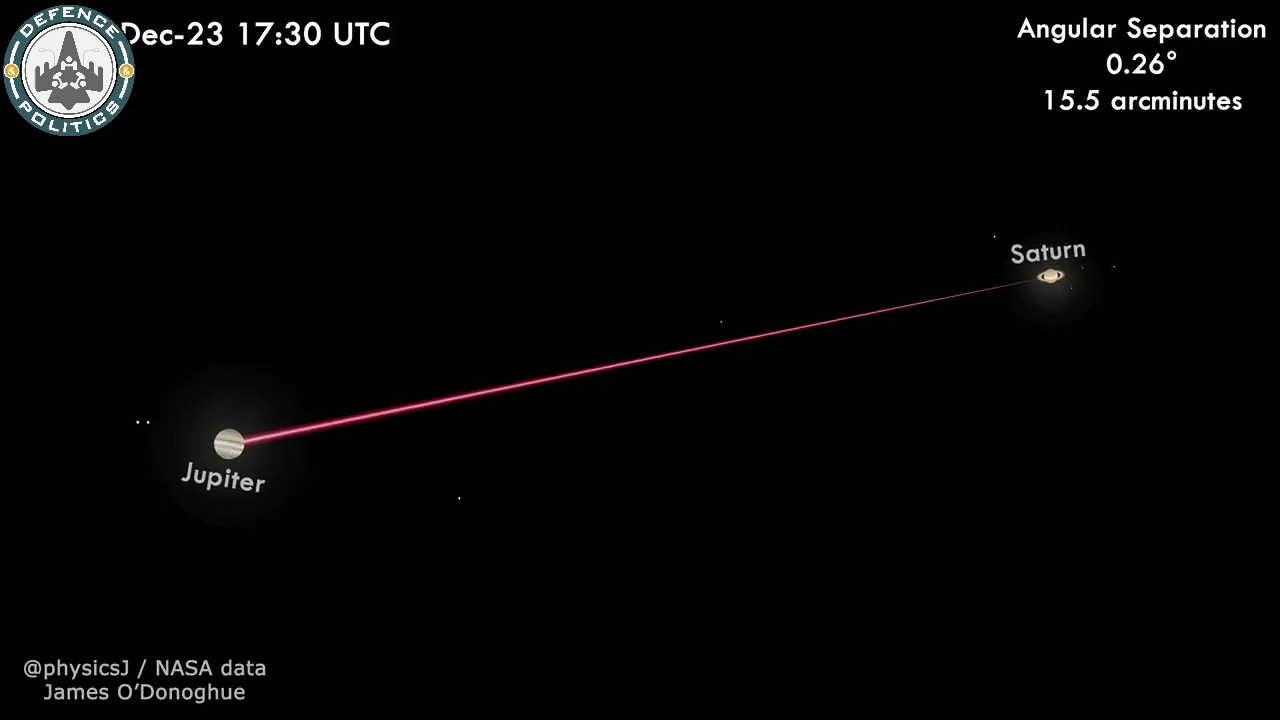 DEFENCE
&
&
POLITICS
Dec-23 17:30 UTC
Angular Separation
0.26°
15.5 arcminutes
Saturn
Jupiter
@physicsJ / NASA data
James O'Donoghue